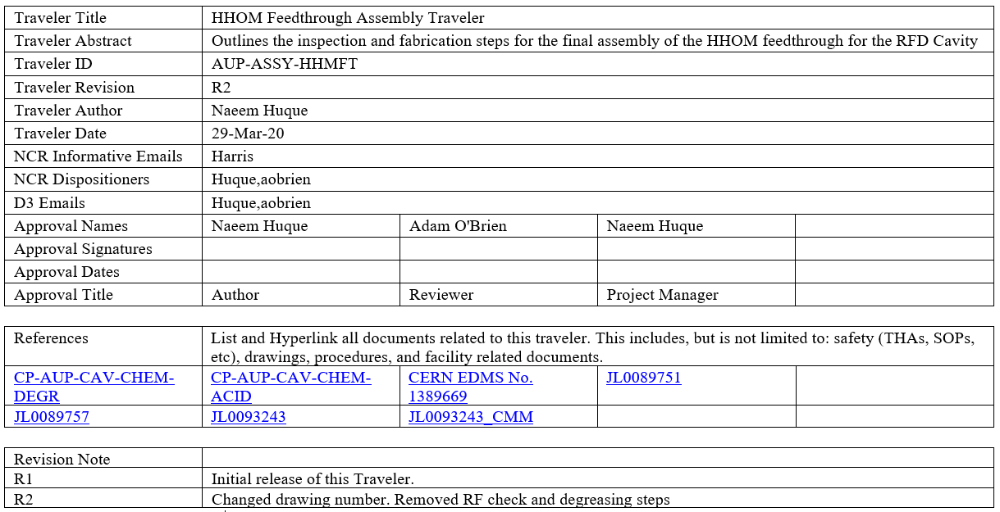 Traveler Title HHOM Feedthrough Assembly Traveler
Traveler Abstract Outlines the inspection and fabrication steps for the final assembly of the HHOM feedthrough for the RFD Cavity
Traveler ID AUP-ASSY-HHMFT
Traveler Revision R2
Traveler Author Naeem Huque
Traveler Date 29-Mar-20
NCR Informative Emails Harris
NCR Dispositioners Huque,aobrien
D3 Emails Huque,aobrien
Approval Names Naeem Huque Adam O'Brien Naeem Huque
Approval Signatures
Approval Dates
Approval Title Author Reviewer Project Manager
References List and Hyperlink all documents related to this traveler. This includes, but is not limited to: safety (THAs, SOPs,
etc), drawings, procedures, and facility related documents.
CP-AUP-CAV-CHEM- CP-AUP-CAV-CHEM- CERN EDMS No. JL0089751
DEGR ACID 1389669
JL0089757 JL0093243 JL0093243_CMM
Revision Note
R1 Initial release of this Traveler.
R2 Changed drawing number. Removed RF check and degreasing steps